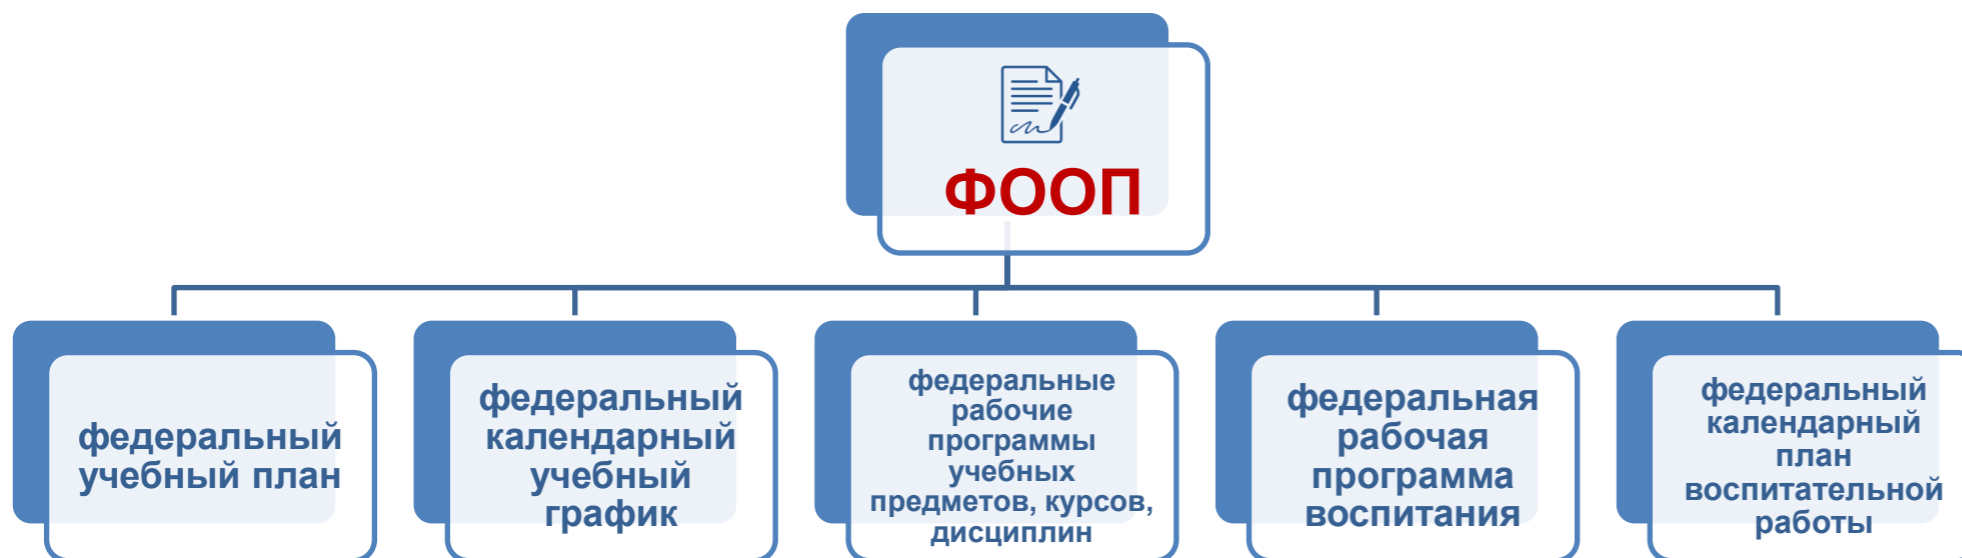 ФООП
федеральный
учебный план
федеральный
календарный
учебный
график
федеральные
рабочие
программы
учебных
предметов, курсов,
дисциплин
федеральная
рабочая
программа
воспитания
федеральный
календарный
план
воспитательной
работы